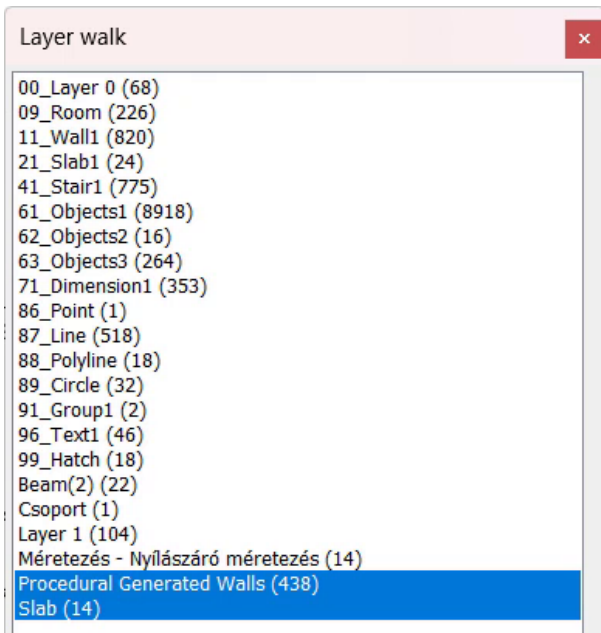 Layer walk
00_Layer 0 (68)
09_Room (226)
11_Wall1 (820)
21_Slab1 (24)
41_Stair1 (775)
61_Objects1 (8918)
62_Objects2 (16)
63_Objects3 (264)
71_Dimension1 (353)
86_Point (1)
87_Line (518)
88_Polyline (18)
89_Circle (32)
91_Group1 (2)
96_Text1 (46)
99_Hatch (18)
Beam(2) (22)
Csoport (1)
Layer 1 (104)
Méretezés - Nyílászáró méretezés (14)
Procedural Generated Walls (438)
Slab (14)